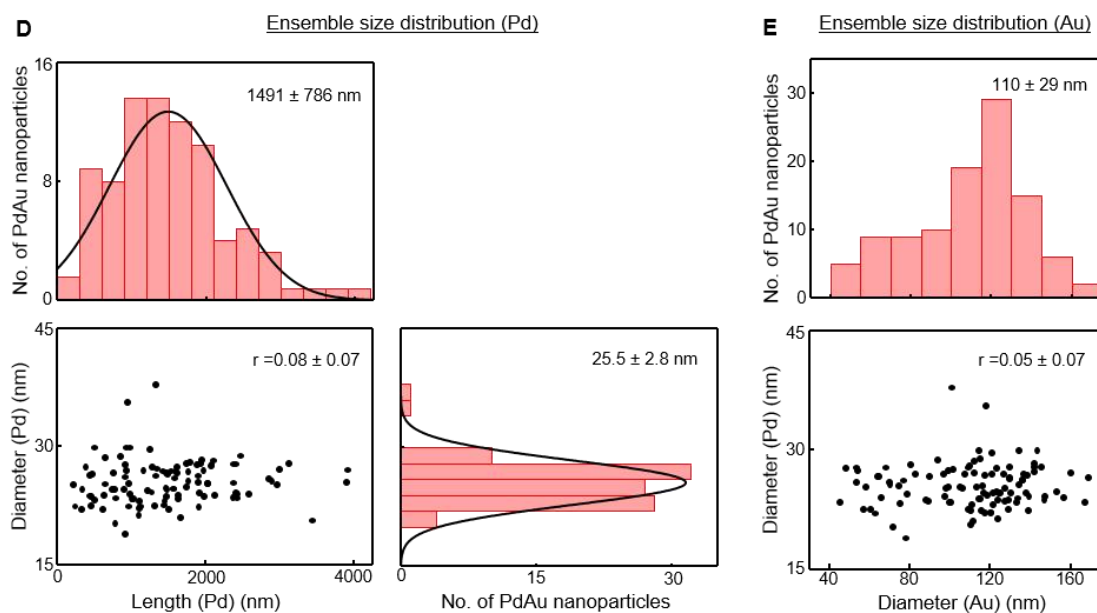 D
Ensemble size distribution (Pd)
No. of PdAu nanoparticles
16
8
0
1491 ± 786 nm
Diameter (Pd) (nm)
45
30
15
r =0.08 ± 0.07
0
2000
4000
Length (Pd) (nm)
25.5 ± 2.8 nm
0
15
30
No. of PdAu nanoparticles
E
Ensemble size distribution (Au)
No. of PdAu nanoparticles
30
20
10
0
110 ± 29 nm
Diameter (Pd) (nm)
45
30
15
r=0.05 ± 0.07
40
80
120
160
Diameter (Au) (nm)